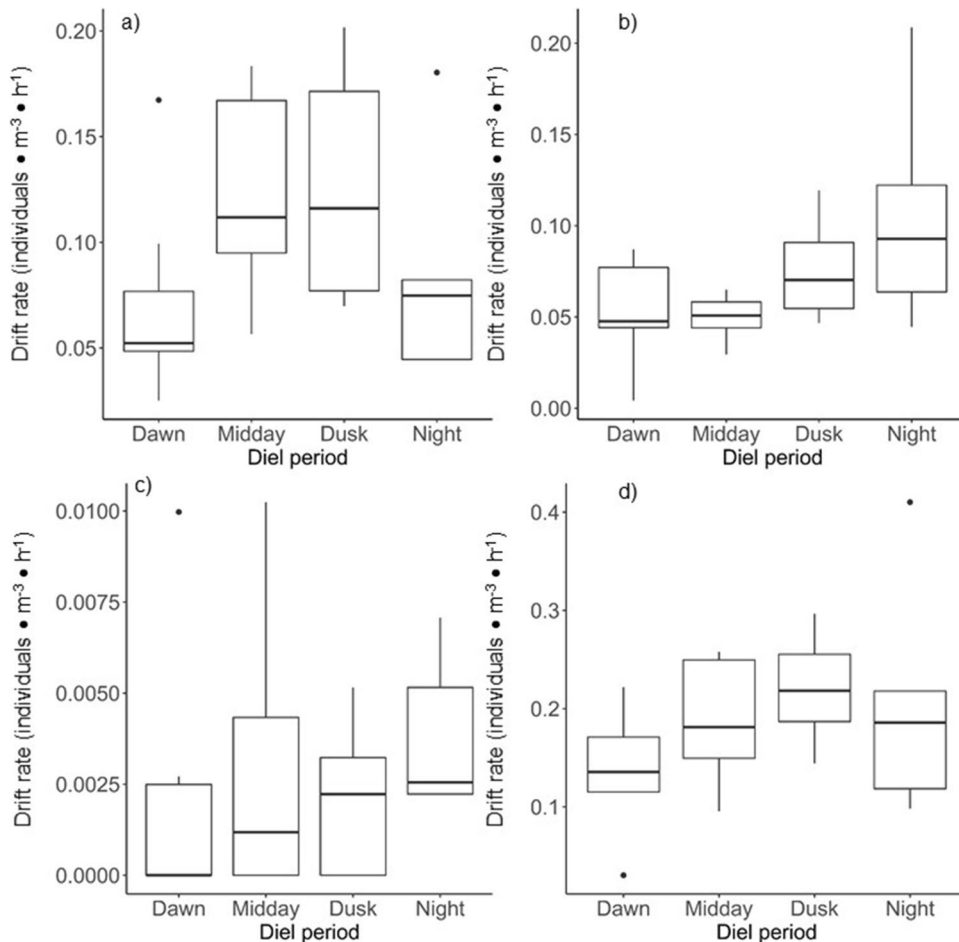 a)
Drift rate (individuals • m-3 • h-1)
0.20
0.15
0.10
0.05
Dawn Midday Dusk Night
Diel period
b)
Drift rate (individuals • m-3 • h-1)
0.20
0.15
0.10
0.05
0.00
Dawn Midday Dusk Night
Diel period
c)
Drift rate (individuals • m-3 • h-1)
0.0100
0.0075
0.0050
0.0025
0.0000
Dawn Midday Dusk Night
Diel period
d)
Drift rate (individuals • m-3 • h-1)
0.4
0.3
0.2
0.1
Dawn Midday Dusk Night
Diel period